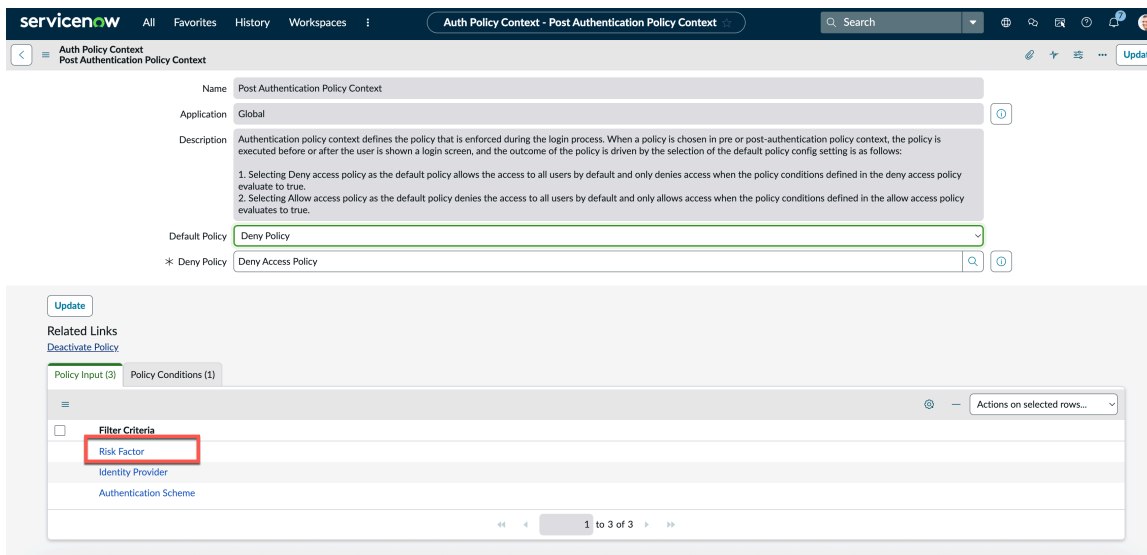 servicenow All Favorites History Workspaces Auth Policy Context - Post Authentication Policy Context Search 7
Auth Policy Context
Post Authentication Policy Context Updat
Name Post Authentication Policy Context
Application Global
Description Authentication policy context defines the policy that is enforced during the login process. When a policy is chosen in pre or post-authentication policy context, the policy is
executed before or after the user is shown a login screen, and the outcome of the policy is driven by the selection of the default policy config setting is as follows:
1. Selecting Deny access policy as the default policy allows the access to all users by default and only denies access when the policy conditions defined in the deny access policy
evaluate to true.
2. Selecting Allow access policy as the default policy denies the access to all users by default and only allows access when the policy conditions defined in the allow access policy
evaluates to true.
Default Policy Deny Policy
Deny Policy Deny Access Policy
Update
Related Links
Deactivate Policy
Policy Input (3) Policy Conditions (1)
Actions on selected rows...
Filter Criteria
Risk Factor
Identity Provider
Authentication Scheme
1 to 3 of 3